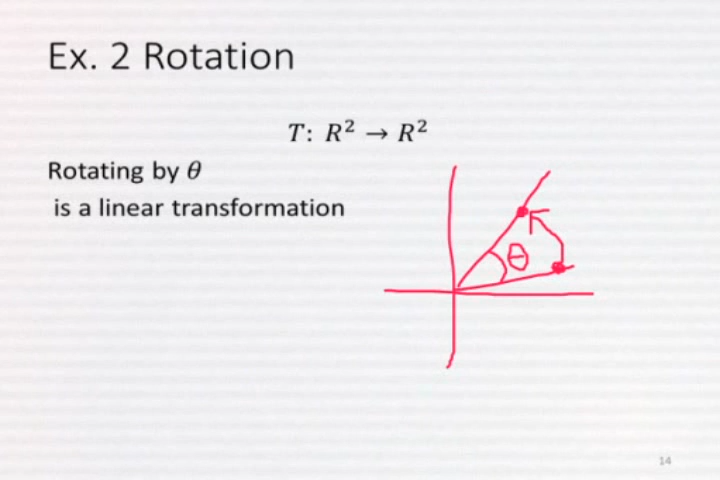 Ex. 2 Rotation
T: R² → R²
Rotating by θ
is a linear transformation
θ
14